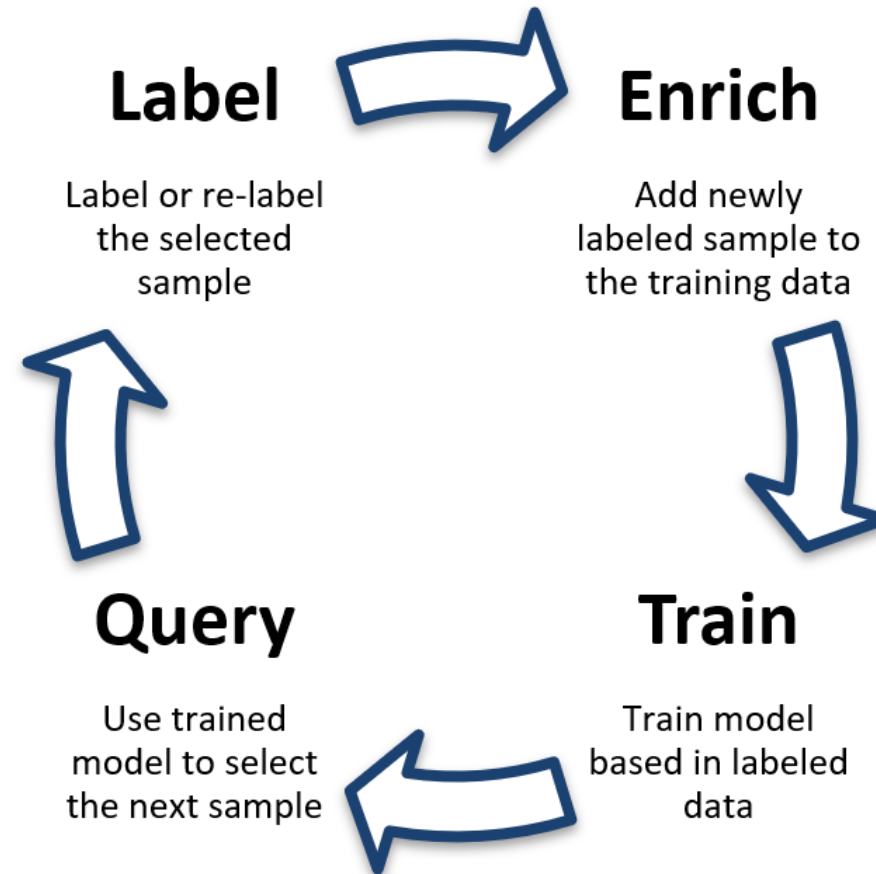 Label
Label or re-label
the selected
sample
Enrich
Add newly
labeled sample to
the training data
Query
Use trained
model to select
the next sample
Train
Train model
based in labeled
data